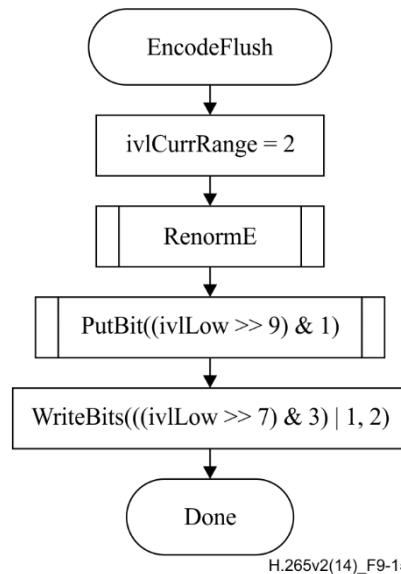 EncodeFlush
ivlCurrRange = 2
RenormE
PutBit((ivlLow >> 9) & 1)
WriteBits(((ivlLow >> 7) & 3) | 1, 2)
Done